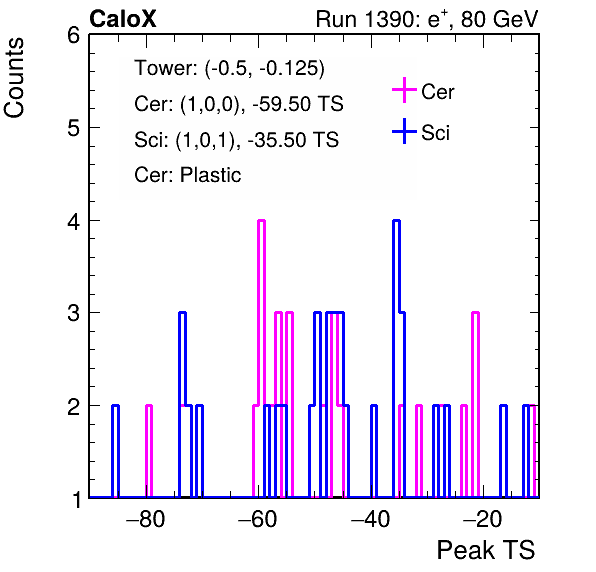 CaloX Run 1390: e⁺, 80 GeV
Counts
6
5
4
3
2
1
Tower: (-0.5, -0.125)
Cer: (1,0,0), -59.50 TS
Sci: (1,0,1), -35.50 TS
Cer: Plastic
Cer
Sci
−80 −60 −40 −20
Peak TS